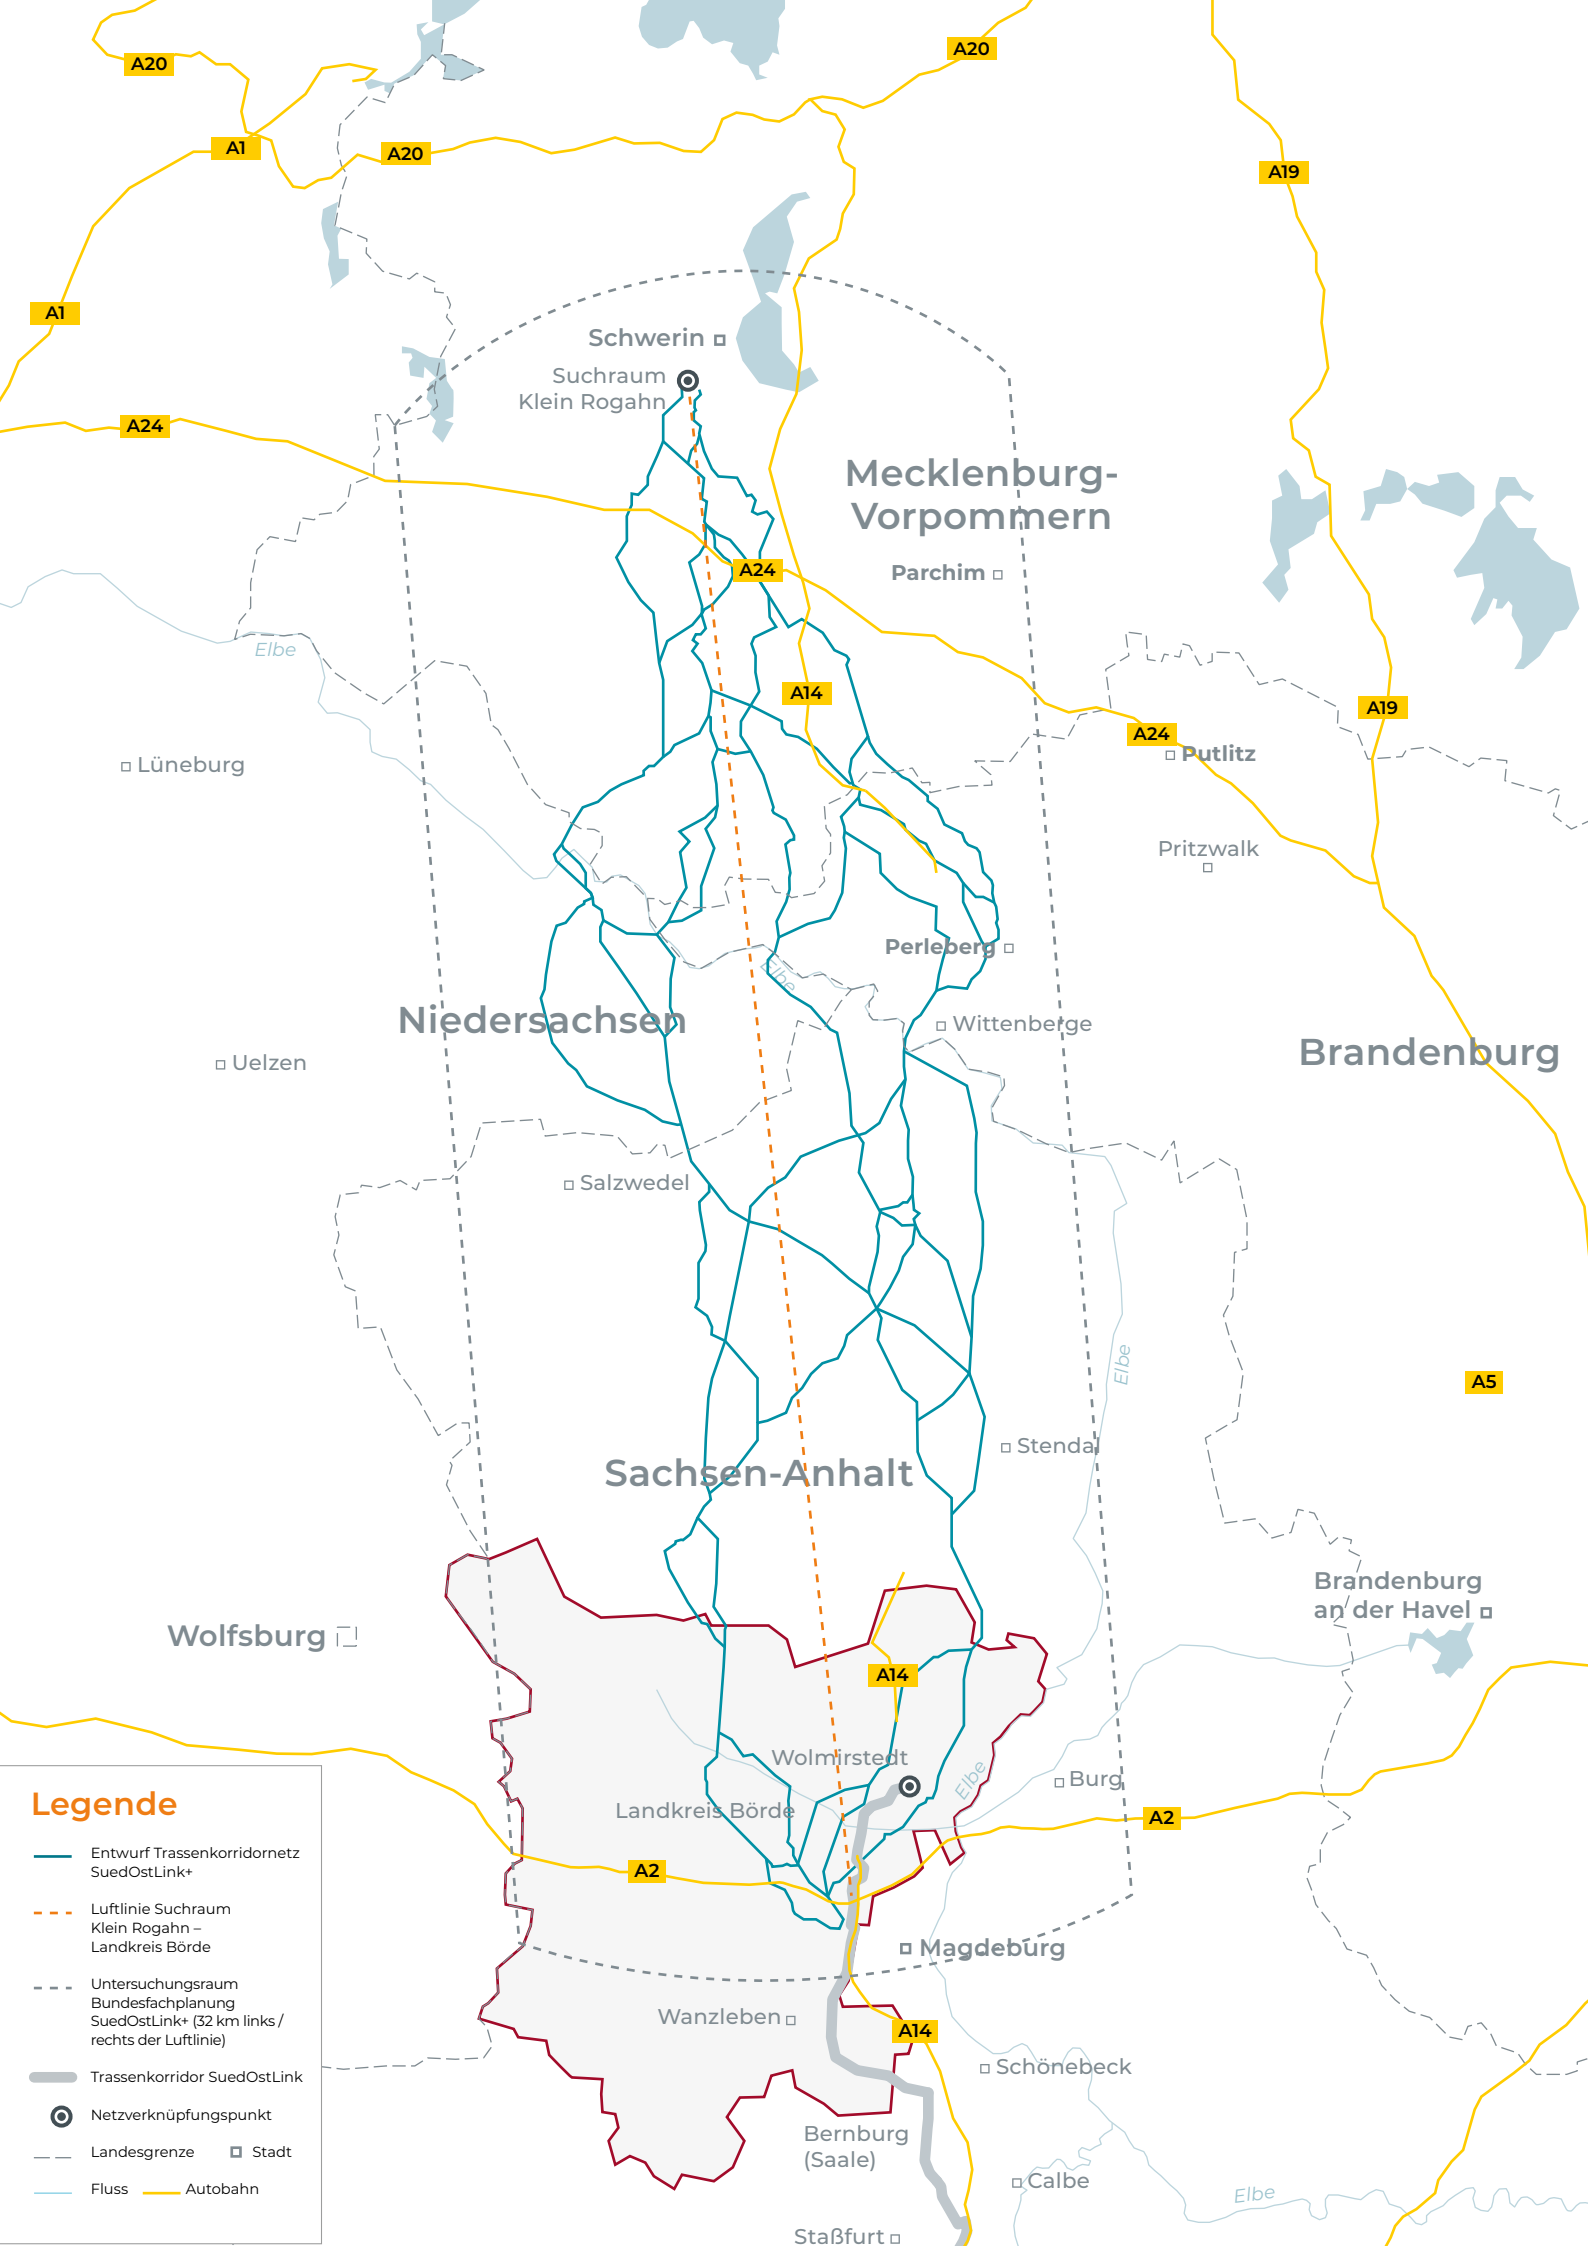 A20
A20
A1
A20
A19
A1
Schwerin
Suchraum
Klein Rogahn
A24
Mecklenburg-
Vorpommern
A24
Parchim
Elbe
A14
A19
A24
Putlitz
Lüneburg
Pritzwalk
Perleberg
Elbe
Niedersachsen
Wittenberge
Brandenburg
Uelzen
Salzwedel
Elbe
A5
Stendal
Sachsen-Anhalt
Brandenburg
an der Havel
Wolfsburg
A14
Wolmirstedt
Elbe
Burg
Landkreis Börde
A2
A2
Magdeburg
Wanzleben
A14
Schönebeck
Bernburg
(Saale)
Calbe
Elbe
Staßfurt
Legende
Entwurf Trassenkorridornetz
SuedOstLink+
Luftlinie Suchraum
Klein Rogahn –
Landkreis Börde
Untersuchungsraum
Bundesfachplanung
SuedOstLink+ (32 km links /
rechts der Luftlinie)
Trassenkorridor SuedOstLink
Netzverknüpfungspunkt
Landesgrenze Stadt
Fluss Autobahn